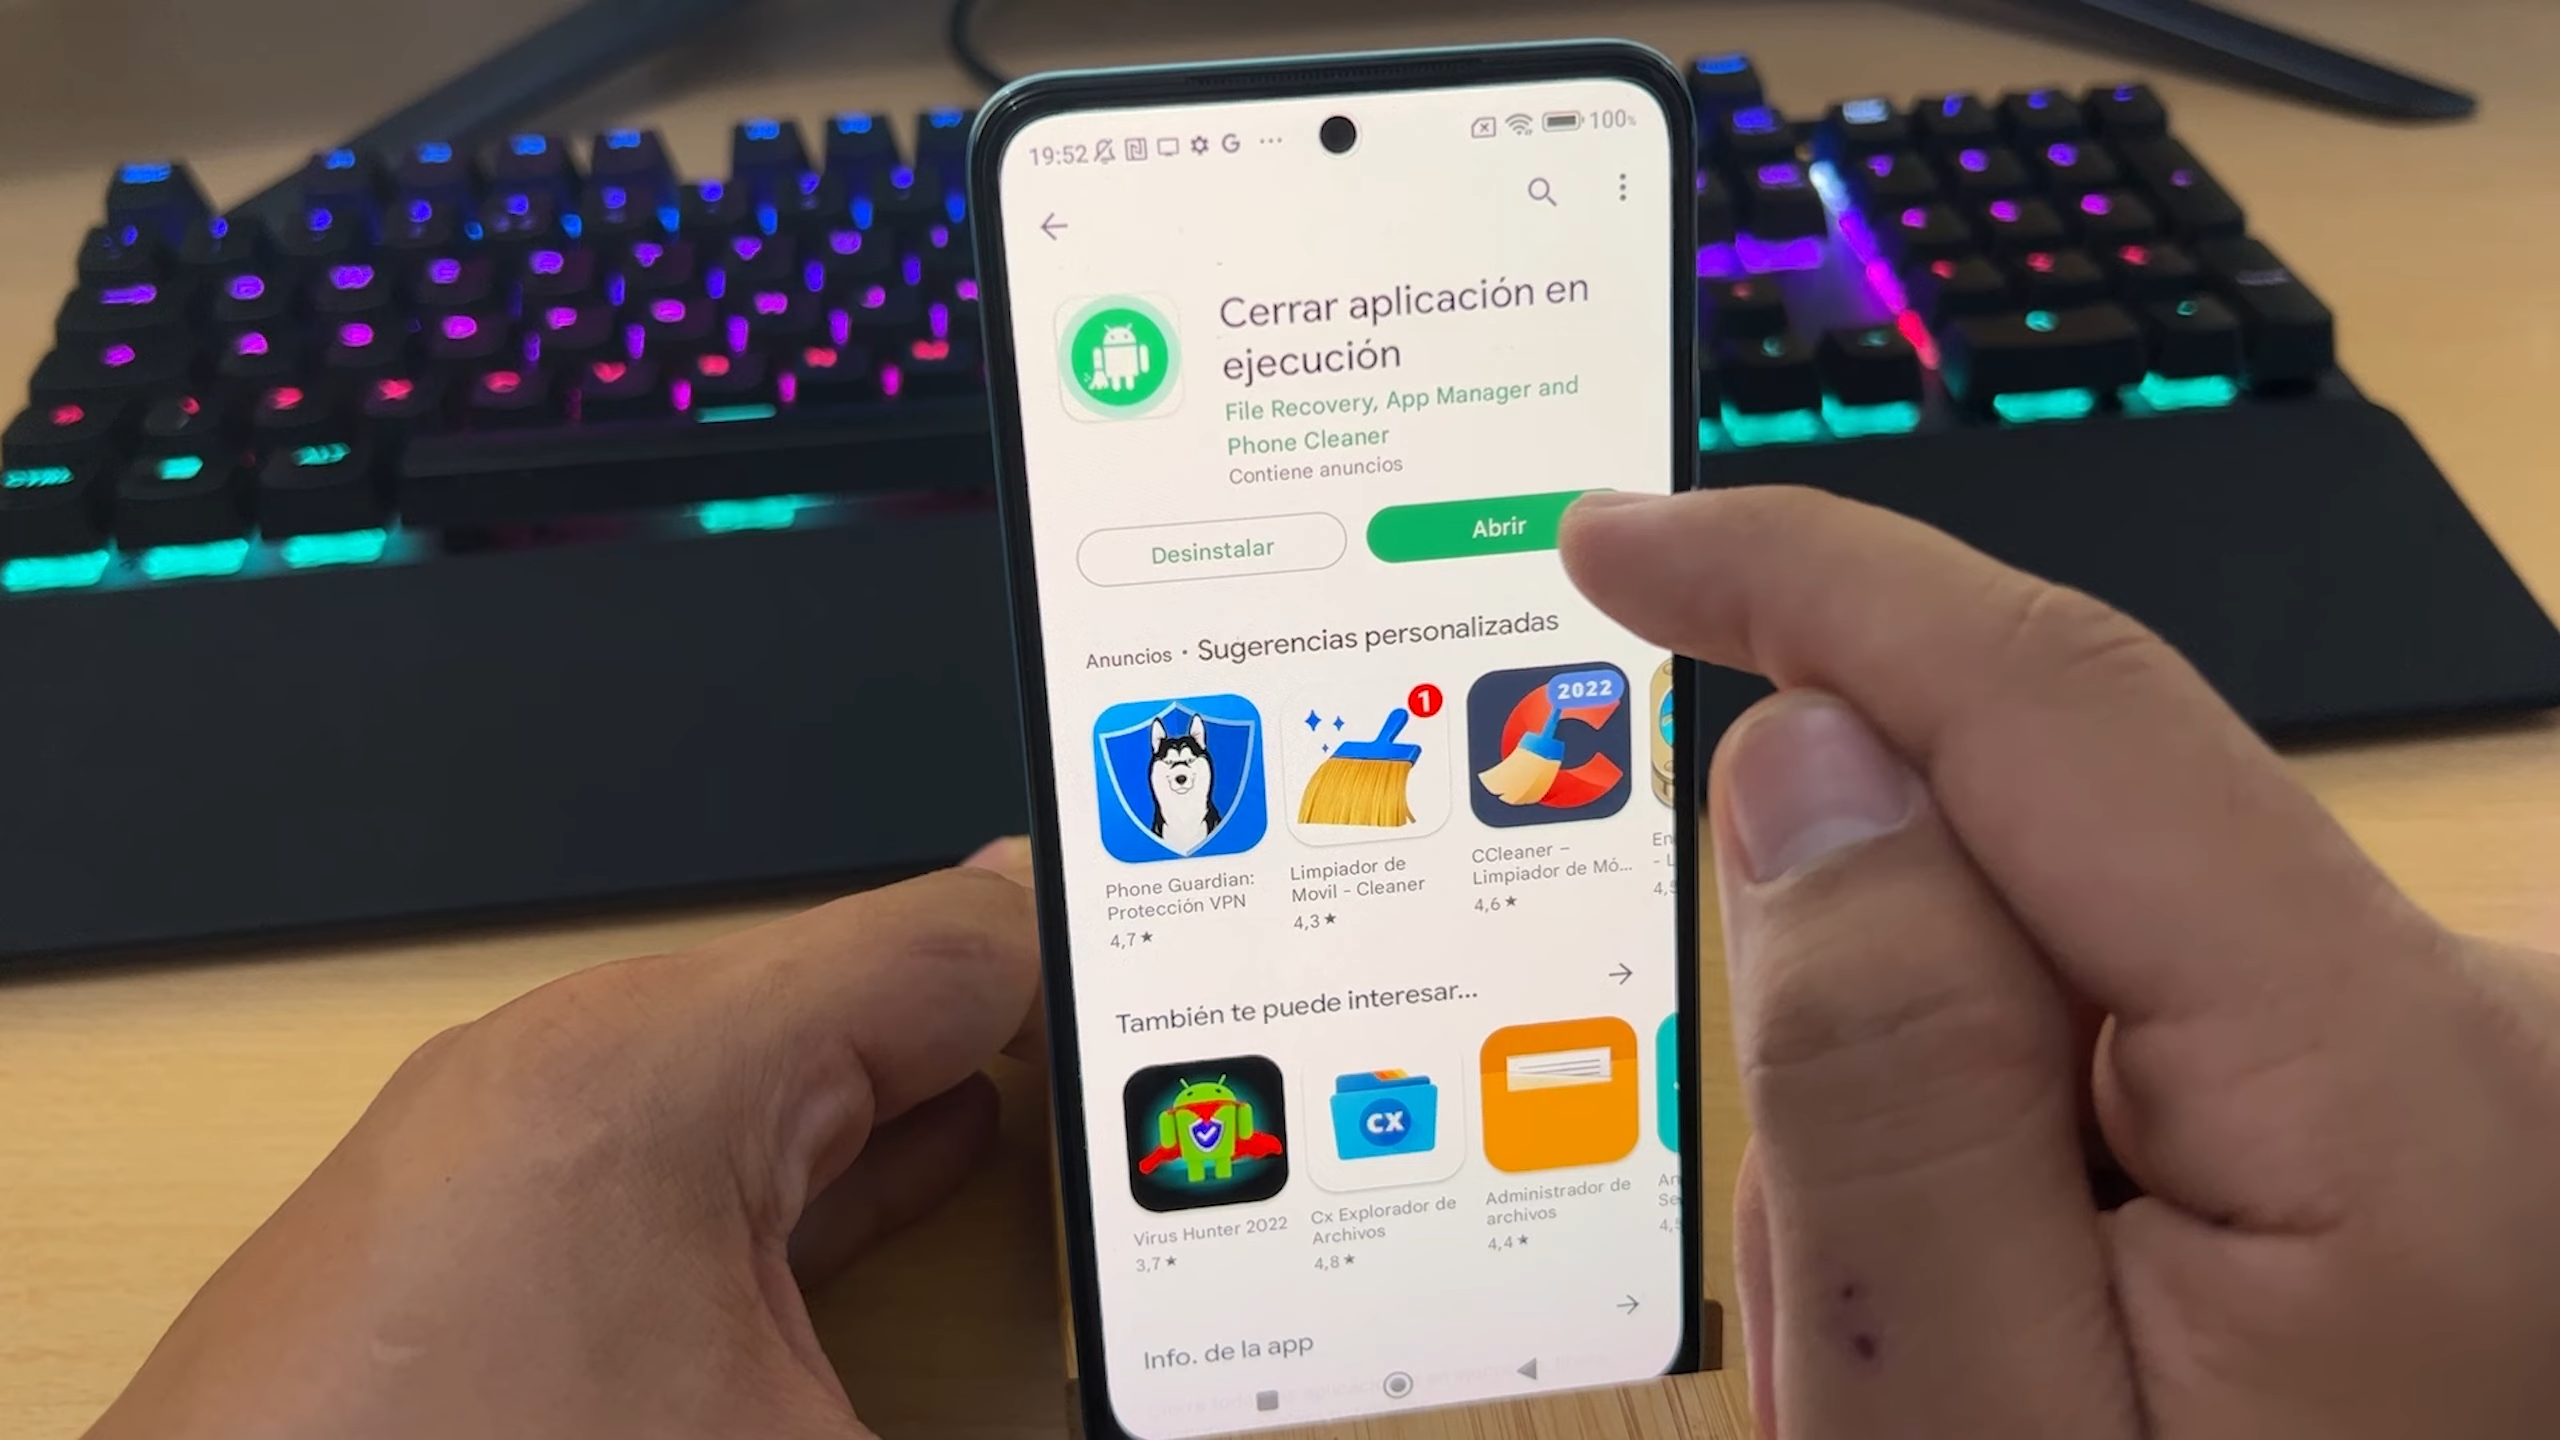 19:52
100%
Cerrar aplicación en
ejecución
File Recovery, App Manager and
Phone Cleaner
Contiene anuncios
Desinstalar
Abrir
Anuncios · Sugerencias personalizadas
1
2022
Phone Guardian:
Protección VPN
4,7★
Limpiador de
Movil - Cleaner
4,3★
CCleaner –
Limpiador de Mó...
4,6★
También te puede interesar...
CX
Virus Hunter 2022
3,7★
Cx Explorador de
Archivos
4,8★
Administrador de
archivos
4,4★
Info. de la app